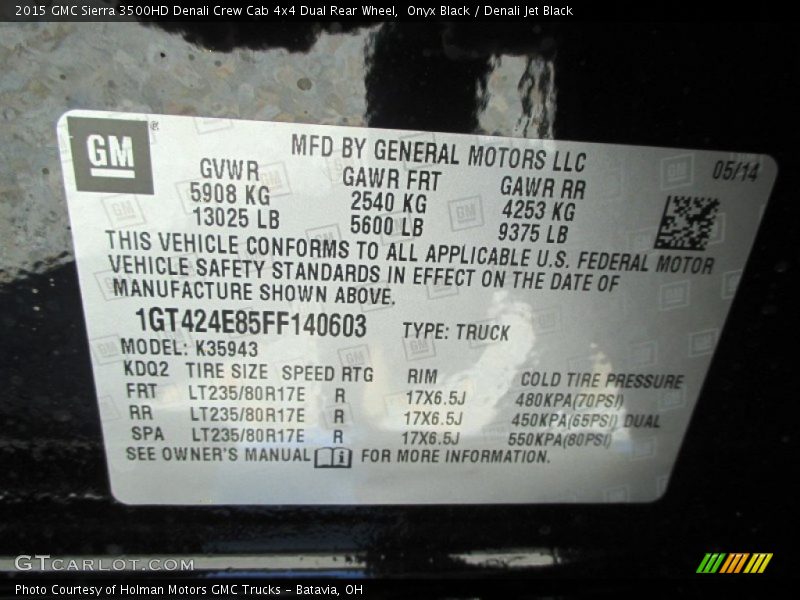 2015 GMC Sierra 3500HD Denali Crew Cab 4x4 Dual Rear Wheel,  Onyx Black / Denali Jet Black
GM ®
MFD BY GENERAL MOTORS LLC
05/14
GVWR GAWR FRT GAWR RR
5908 KG 2540 KG 4253 KG
13025 LB 5600 LB 9375 LB
THIS VEHICLE CONFORMS TO ALL APPLICABLE U.S. FEDERAL MOTOR
VEHICLE SAFETY STANDARDS IN EFFECT ON THE DATE OF
MANUFACTURE SHOWN ABOVE.
1GT424E85FF140603 TYPE: TRUCK
MODEL: K35943
KDQ2 TIRE SIZE SPEED RTG RIM COLD TIRE PRESSURE
FRT LT235/80R17E R 17X6.5J 480KPA(70PSI)
RR LT235/80R17E R 17X6.5J 450KPA(65PSI) DUAL
SPA LT235/80R17E R 17X6.5J 550KPA(80PSI)
SEE OWNER'S MANUAL i FOR MORE INFORMATION.
GTCARLOT.COM
Photo Courtesy of Holman Motors GMC Trucks - Batavia, OH